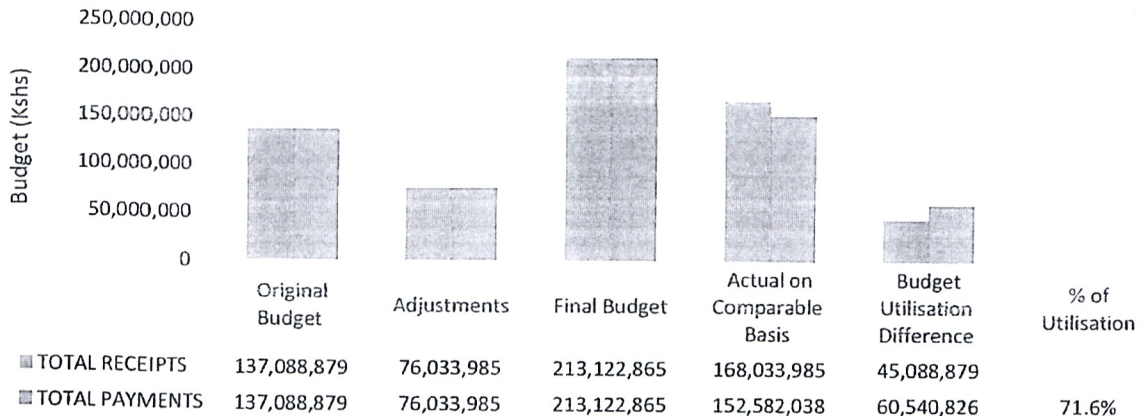 250,000,000
200,000,000
150,000,000
100,000,000
50,000,000
0
Budget (Kshs)
Original Budget
Adjustments
Final Budget
Actual on Comparable Basis
Budget Utilisation Difference
% of Utilisation
TOTAL RECEIPTS 137,088,879 76,033,985 213,122,865 168,033,985 45,088,879
TOTAL PAYMENTS 137,088,879 76,033,985 213,122,865 152,582,038 60,540,826 71.6%